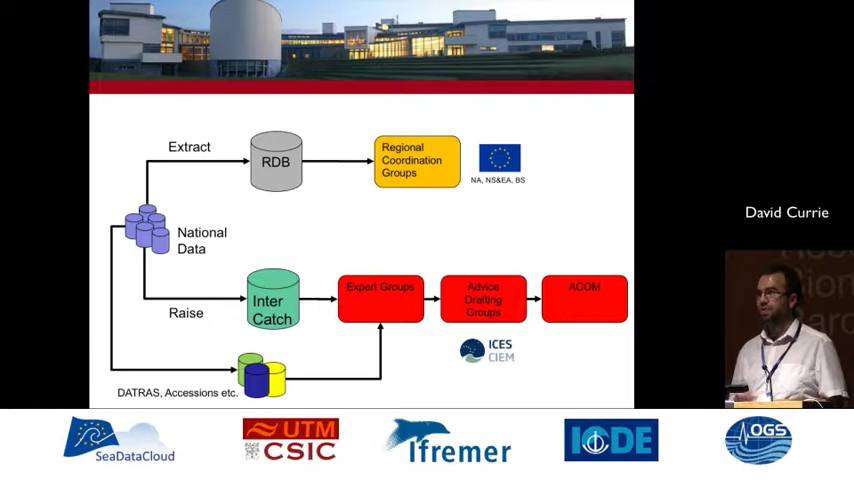 Extract
RDB
Regional
Coordination
Groups
NA, NS&EA, BS
National
Data
David Currie
Inter
Catch
Raise
Expert Groups
Advice
Drafting
Groups
ACOM
ICES
CIEM
DATRAS, Accessions etc.
SeaDataCloud
UTM
CSIC
Ifremer
IODE
OGS